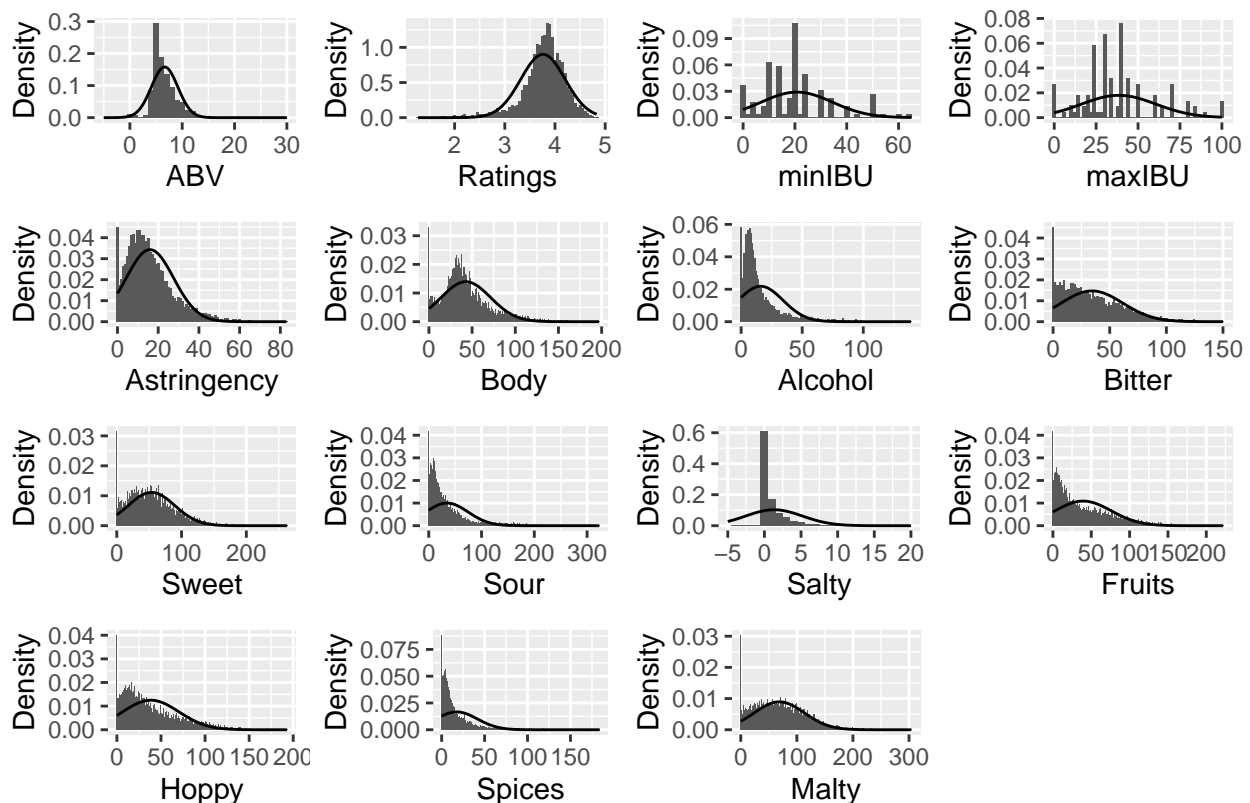 Density
0.3
0.2
0.1
0.0
0 10 20 30
ABV
Density
1.0
0.5
0.0
2 3 4 5
Ratings
Density
0.09
0.06
0.03
0.00
0 20 40 60
minIBU
Density
0.08
0.06
0.04
0.02
0.00
0 25 50 75 100
maxIBU
Density
0.04
0.03
0.02
0.01
0.00
0 20 40 60 80
Astringency
Density
0.03
0.02
0.01
0.00
0 50 100 150 200
Body
Density
0.06
0.04
0.02
0.00
0 50 100
Alcohol
Density
0.04
0.03
0.02
0.01
0.00
0 50 100 150
Bitter
Density
0.03
0.02
0.01
0.00
0 100 200
Sweet
Density
0.04
0.03
0.02
0.01
0.00
0 100 200 300
Sour
Density
0.6
0.4
0.2
0.0
−5 0 5 10 15 20
Salty
Density
0.04
0.03
0.02
0.01
0.00
0 50 100 150 200
Fruits
Density
0.04
0.03
0.02
0.01
0.00
0 50 100 150 200
Hoppy
Density
0.075
0.050
0.025
0.000
0 50 100 150
Spices
Density
0.03
0.02
0.01
0.00
0 100 200 300
Malty